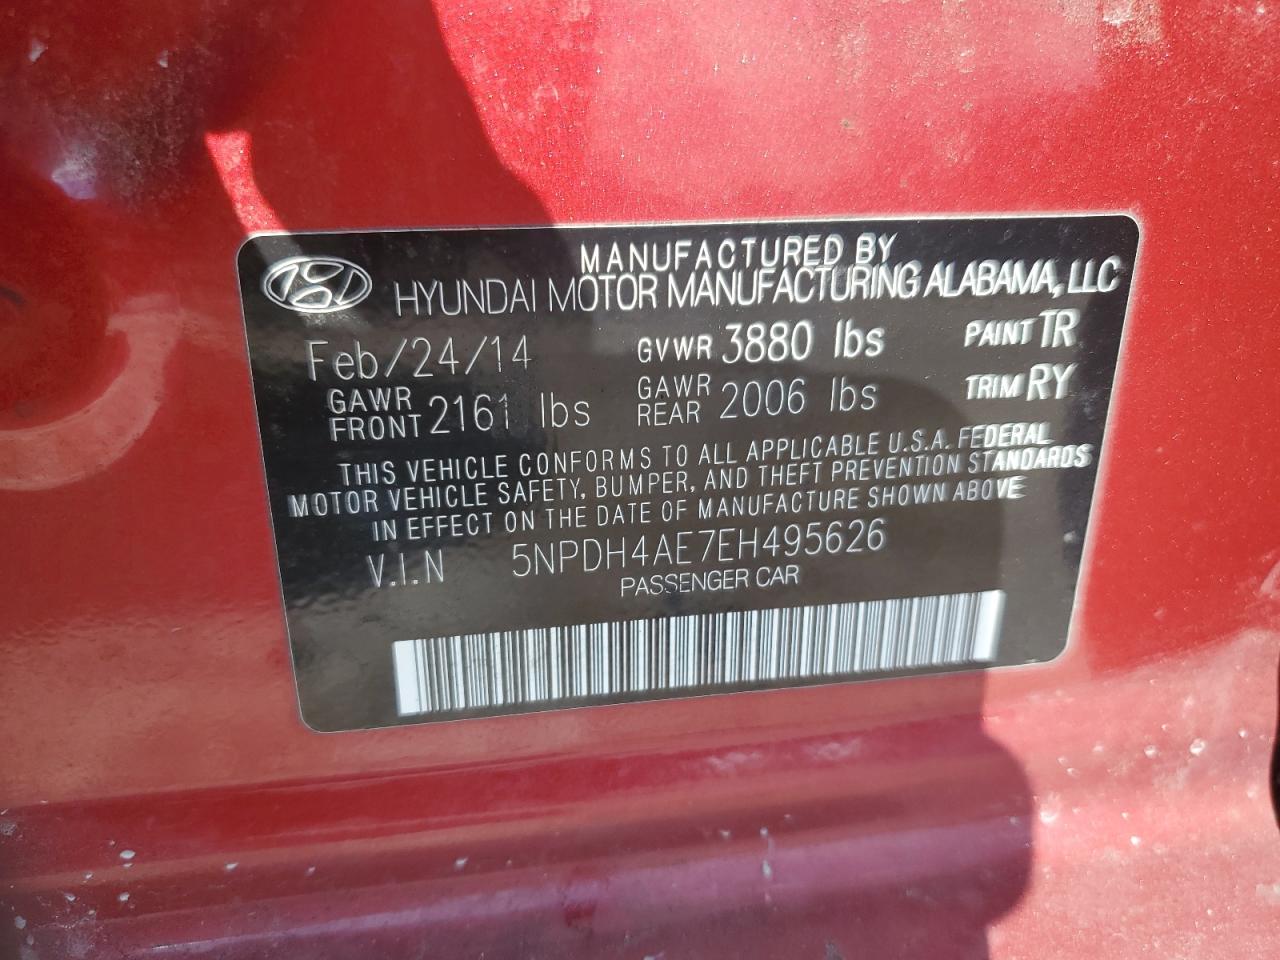 MANUFACTURED BY
HYUNDAI MOTOR MANUFACTURING ALABAMA, LLC
Feb/24/14 GVWR 3880 lbs PAINT TR
GAWR FRONT 2161 lbs GAWR REAR 2006 lbs TRIM RY
THIS VEHICLE CONFORMS TO ALL APPLICABLE U.S.A. FEDERAL
MOTOR VEHICLE SAFETY, BUMPER, AND THEFT PREVENTION STANDARDS
IN EFFECT ON THE DATE OF MANUFACTURE SHOWN ABOVE
V.I.N 5NPDH4AE7EH495626
PASSENGER CAR